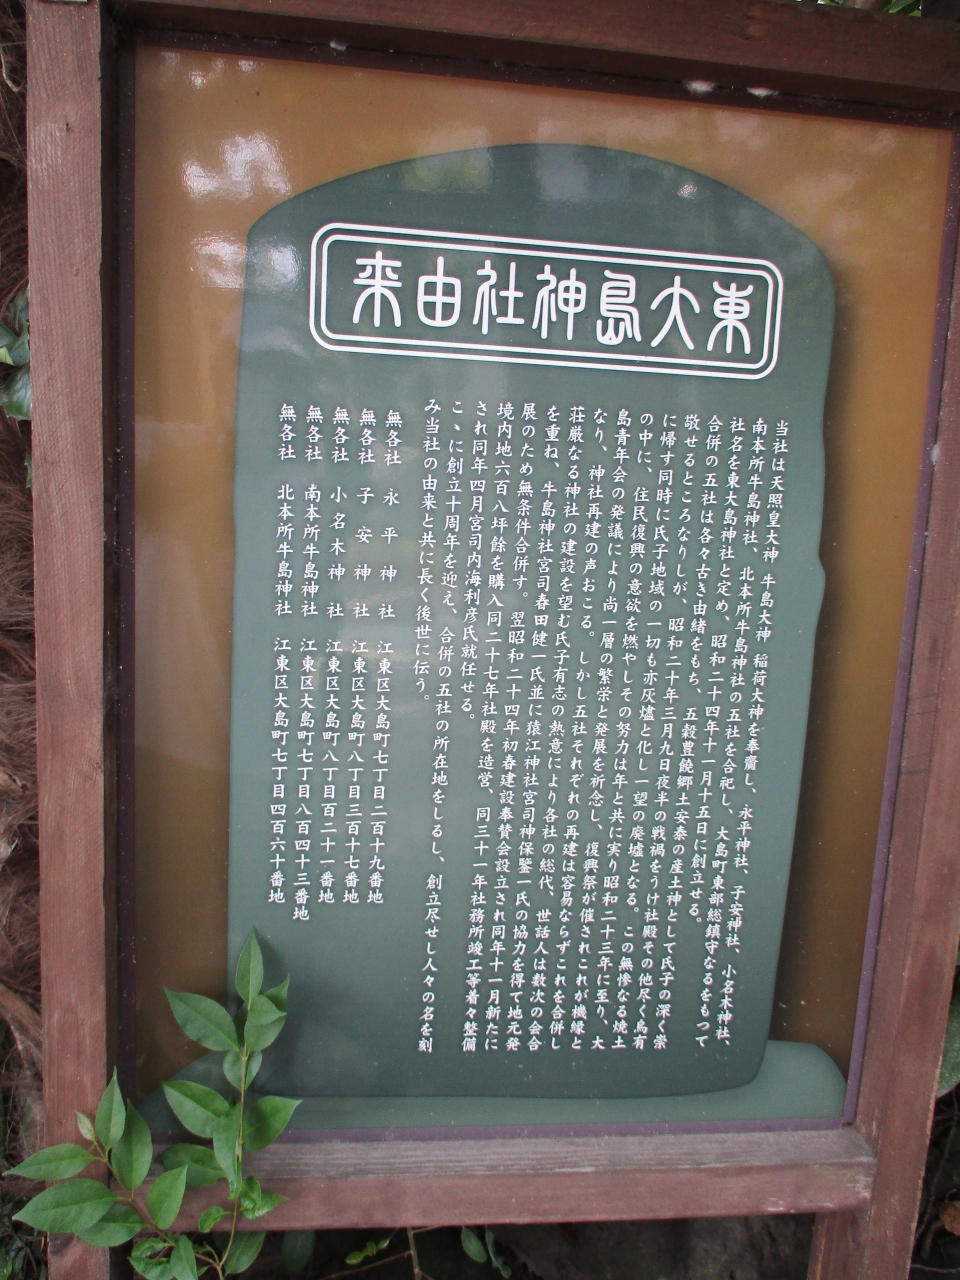 東大島神社由来
当社は天照皇大神 牛島大神 稲荷大神を奉齋し、永平神社、子安神社、小名木神社、
南本所牛島神社、北本所牛島神社の五社を合祀し、大島町東部総鎮守なるをもつて
社名を東大島神社と定め、昭和二十四年十一月十五日に創立せる。
合併の五社は各々古き由緒をもち、五穀豊饒郷土安泰の産土神として氏子の深く崇
敬せるところなりしが、昭和二十年三月九日夜半の戦禍をうけ社殿その他尽く烏有
に帰す同時に氏子地域の一切も亦灰燼と化し一望の廃墟となる。この無惨なる焼土
の中に、住民復興の意欲を燃やしその努力は年と共に実り昭和二十三年に至り、大
島青年会の発議により尚一層の繁栄と発展を祈念し、復興祭が催されこれが機縁と
なり、神社再建の声おこる。しかし五社それぞれの再建は容易ならずこれを合併し
荘厳なる神社の建設を望む氏子有志の熱意により各社の総代、世話人は数次の会合
を重ね、牛島神社宮司春田健一氏並に猿江神社宮司神保鑒一氏の協力を得て地元発
展のため無条件合併す。翌昭和二十四年初春建設奉賛会設立され同年十一月新たに
境内地六百八坪餘を購入同二十七年社殿を造営、同三十一年社務所竣工等着々整備
され同年四月宮司内海利彦氏就任せる。
こゝに創立十周年を迎え、合併の五社の所在地をしるし、創立尽せし人々の名を刻
み当社の由来と共に長く後世に伝う。
無各社 永平神社 江東区大島町七丁目二百十九番地
無各社 子安神社 江東区大島町八丁目三百十七番地
無各社 小名木神社 江東区大島町八丁目百二十一番地
無各社 南本所牛島神社 江東区大島町七丁目八百四十三番地
無各社 北本所牛島神社 江東区大島町七丁目四百六十番地